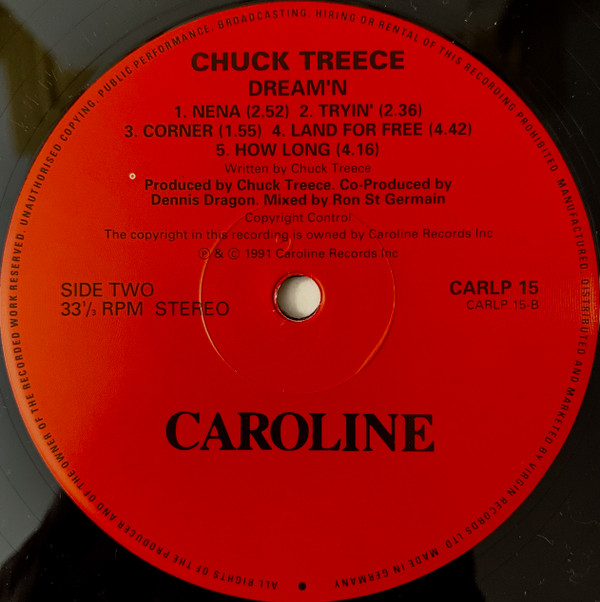 CHUCK TREECE
DREAM'N
1. NENA (2.52)  2. TRYIN' (2.36)
3. CORNER (1.55)  4. LAND FOR FREE (4.42)
5. HOW LONG (4.16)
Written by Chuck Treece
Produced by Chuck Treece. Co-Produced by
Dennis Dragon. Mixed by Ron St Germain
Copyright Control
The copyright in this recording is owned by Caroline Records Inc
℗ & © 1991 Caroline Records Inc
SIDE TWO
33⅓ RPM  STEREO
CARLP 15
CARLP 15-B
CAROLINE
ALL RIGHTS OF THE PRODUCER AND OF THE OWNER OF THE RECORDED WORK RESERVED. UNAUTHORISED COPYING, PUBLIC PERFORMANCE, BROADCASTING, HIRING OR RENTAL OF THIS RECORDING PROHIBITED. MANUFACTURED, DISTRIBUTED AND MARKETED BY VIRGIN RECORDS LTD. MADE IN GERMANY